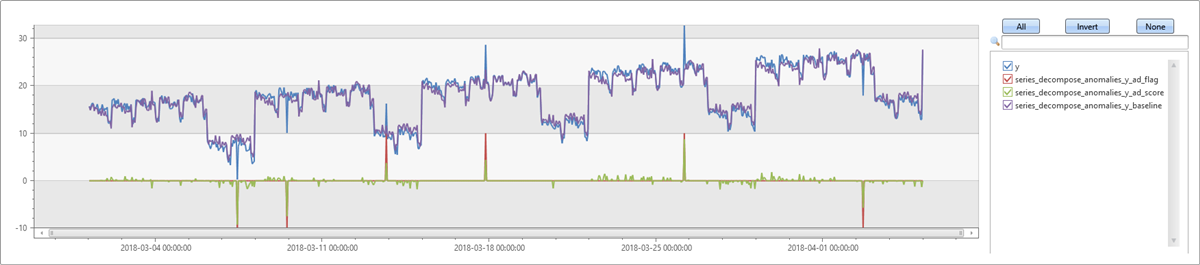 All Invert None
30
20
10
0
-10
2018-03-04 00:00:00 2018-03-11 00:00:00 2018-03-18 00:00:00 2018-03-25 00:00:00 2018-04-01 00:00:00
y
series_decompose_anomalies_y_ad_flag
series_decompose_anomalies_y_ad_score
series_decompose_anomalies_y_baseline